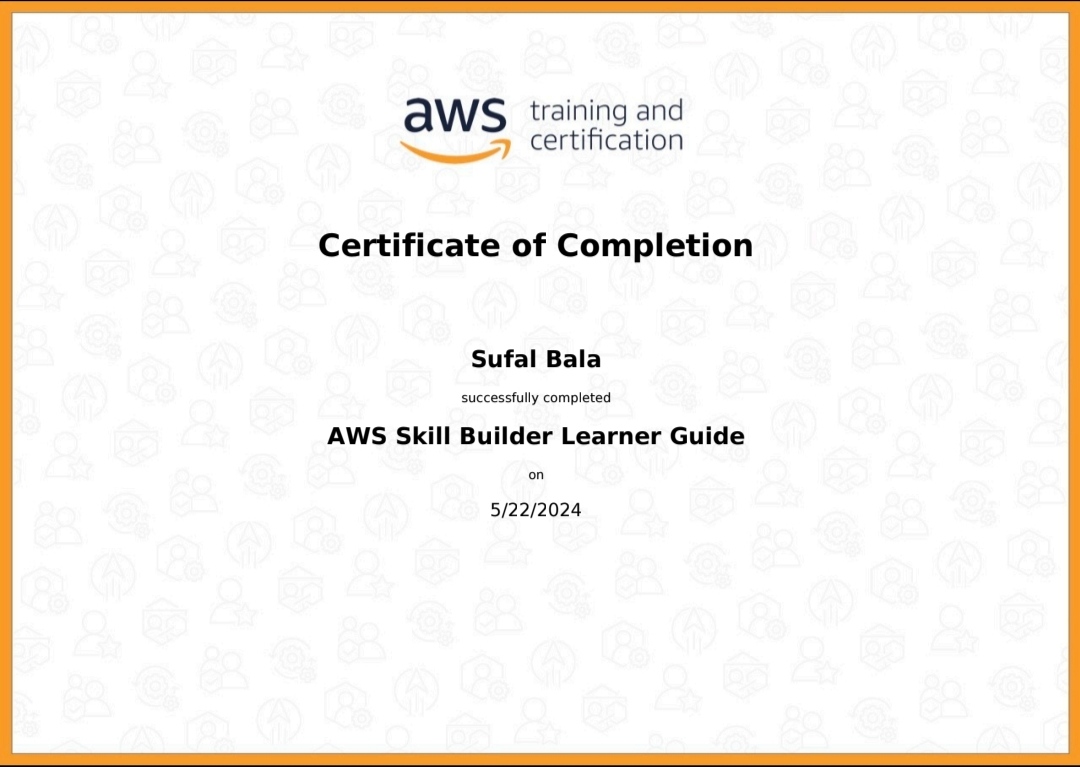 aws training and
certification
Certificate of Completion
Sufal Bala
successfully completed
AWS Skill Builder Learner Guide
on
5/22/2024